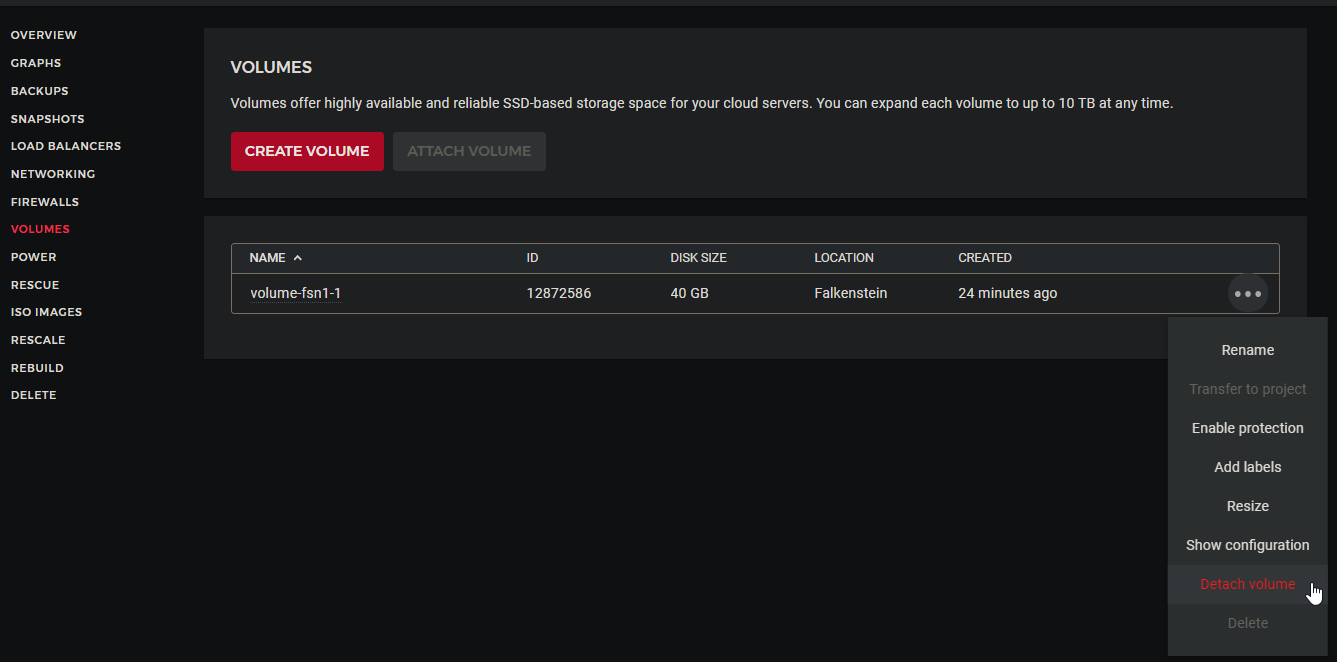 OVERVIEW
GRAPHS
BACKUPS
SNAPSHOTS
LOAD BALANCERS
NETWORKING
FIREWALLS
VOLUMES
POWER
RESCUE
ISO IMAGES
RESCALE
REBUILD
DELETE
VOLUMES
Volumes offer highly available and reliable SSD-based storage space for your cloud servers. You can expand each volume to up to 10 TB at any time.
CREATE VOLUME ATTACH VOLUME
NAME ID DISK SIZE LOCATION CREATED
volume-fsn1-1 12872586 40 GB Falkenstein 24 minutes ago
Rename
Transfer to project
Enable protection
Add labels
Resize
Show configuration
Detach volume
Delete